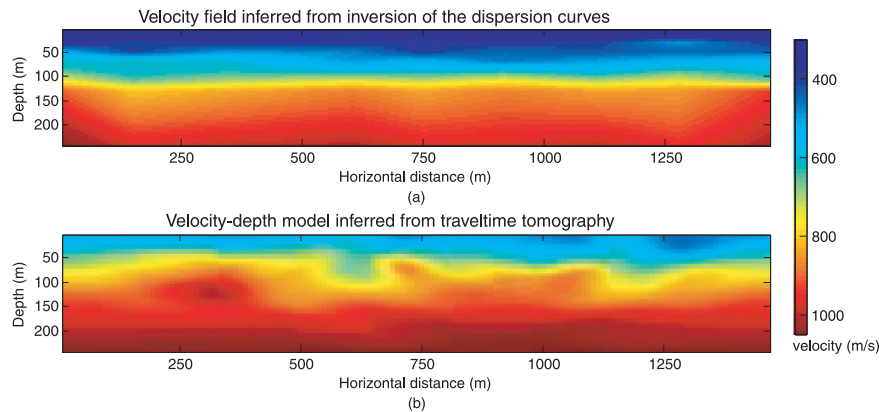 Velocity field inferred from inversion of the dispersion curves
Depth (m)
50
100
150
200
250 500 750 1000 1250
Horizontal distance (m)
(a)
Velocity-depth model inferred from traveltime tomography
Depth (m)
50
100
150
200
250 500 750 1000 1250
Horizontal distance (m)
(b)
400
600
800
1000
velocity (m/s)